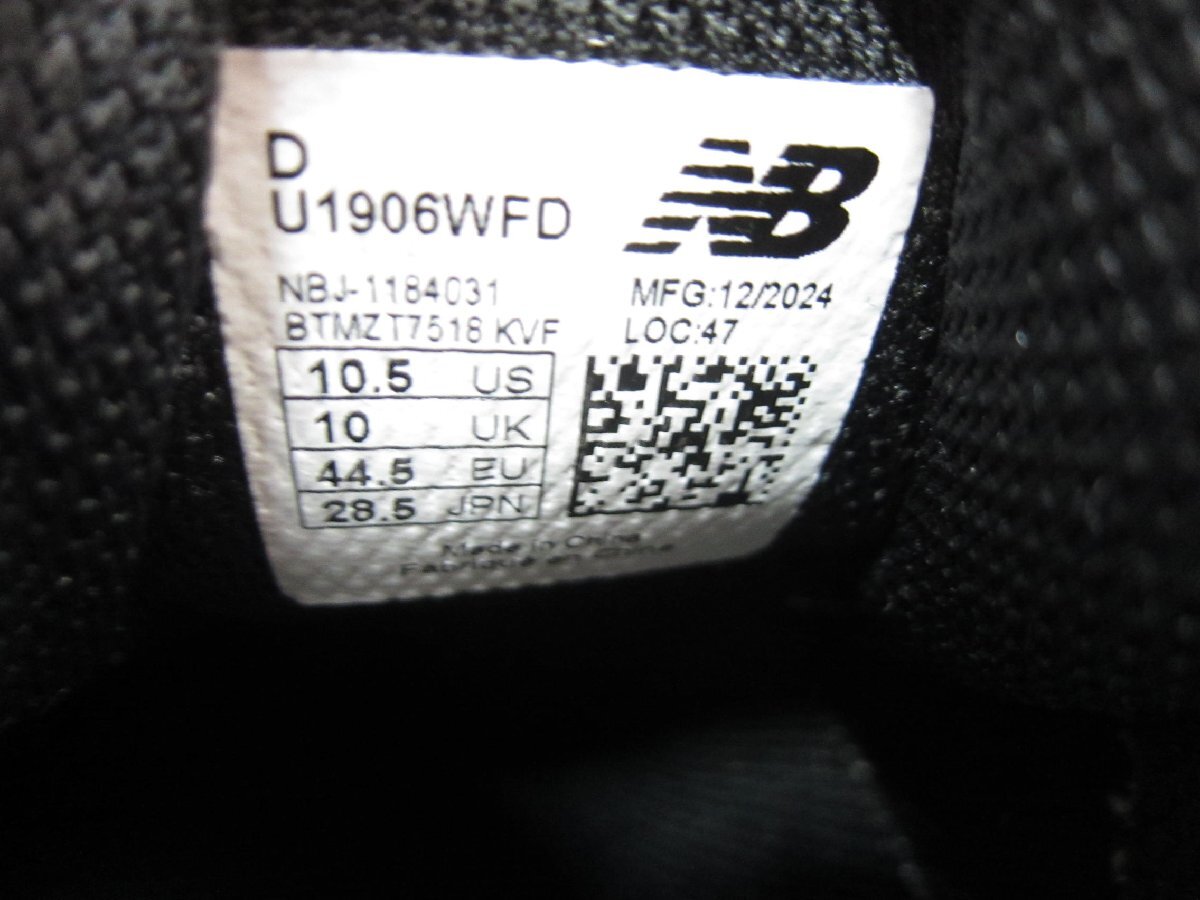 D
U1906WFD
NB
NBJ-1184031
BTMZT7518 KVF
MFG:12/2024
LOC:47
10.5 US
10 UK
44.5 EU
28.5 JPN
Made in China
Fabriqué en Chine